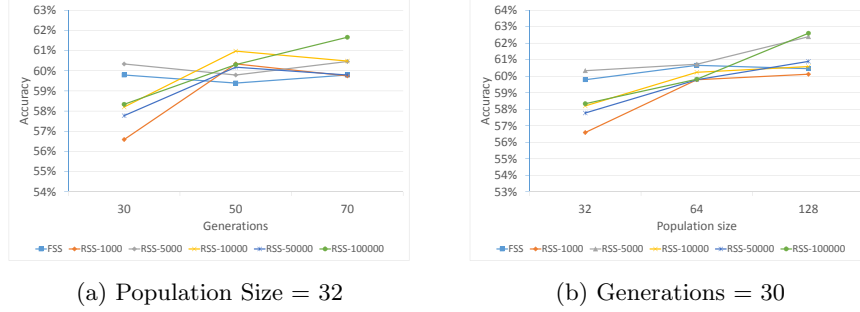 63%
62%
61%
60%
59%
58%
57%
56%
55%
54%
Accuracy
30 50 70
Generations
FSS RSS-1000 RSS-5000 RSS-10000 RSS-50000 RSS-100000
(a) Population Size = 32
64%
63%
62%
61%
60%
59%
58%
57%
56%
55%
54%
53%
Accuracy
32 64 128
Population size
FSS RSS-1000 RSS-5000 RSS-10000 RSS-50000 RSS-100000
(b) Generations = 30